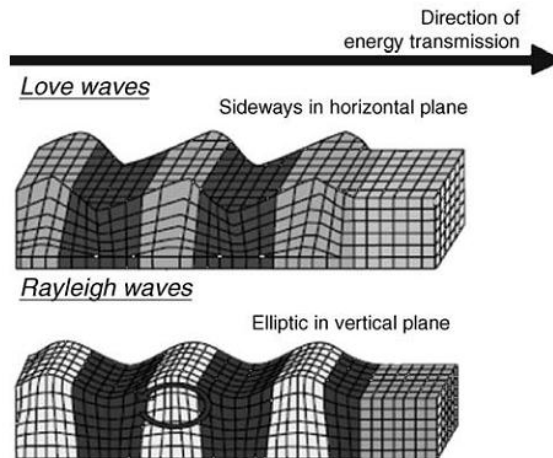 Direction of
energy transmission
Love waves
Sideways in horizontal plane
Rayleigh waves
Elliptic in vertical plane